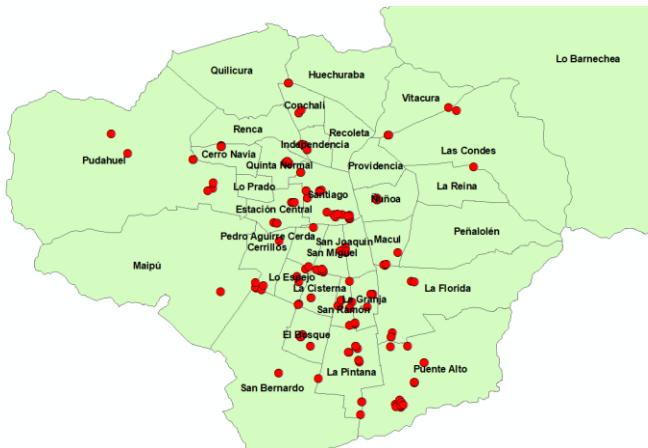 Lo Barnechea
Quilicura
Huechuraba
Vitacura
Conchalí
Renca
Recoleta
Independencia
Las Condes
Cerro Navia
Pudahuel
Quinta Normal
Providencia
Lo Prado
La Reina
Santiago
Ñuñoa
Estación Central
Peñalolén
Pedro Aguirre Cerda
San Joaquín
Macul
Cerrillos
San Miguel
Maipú
Lo Espejo
La Cisterna
La Florida
La Granja
San Ramón
El Bosque
La Pintana
Puente Alto
San Bernardo